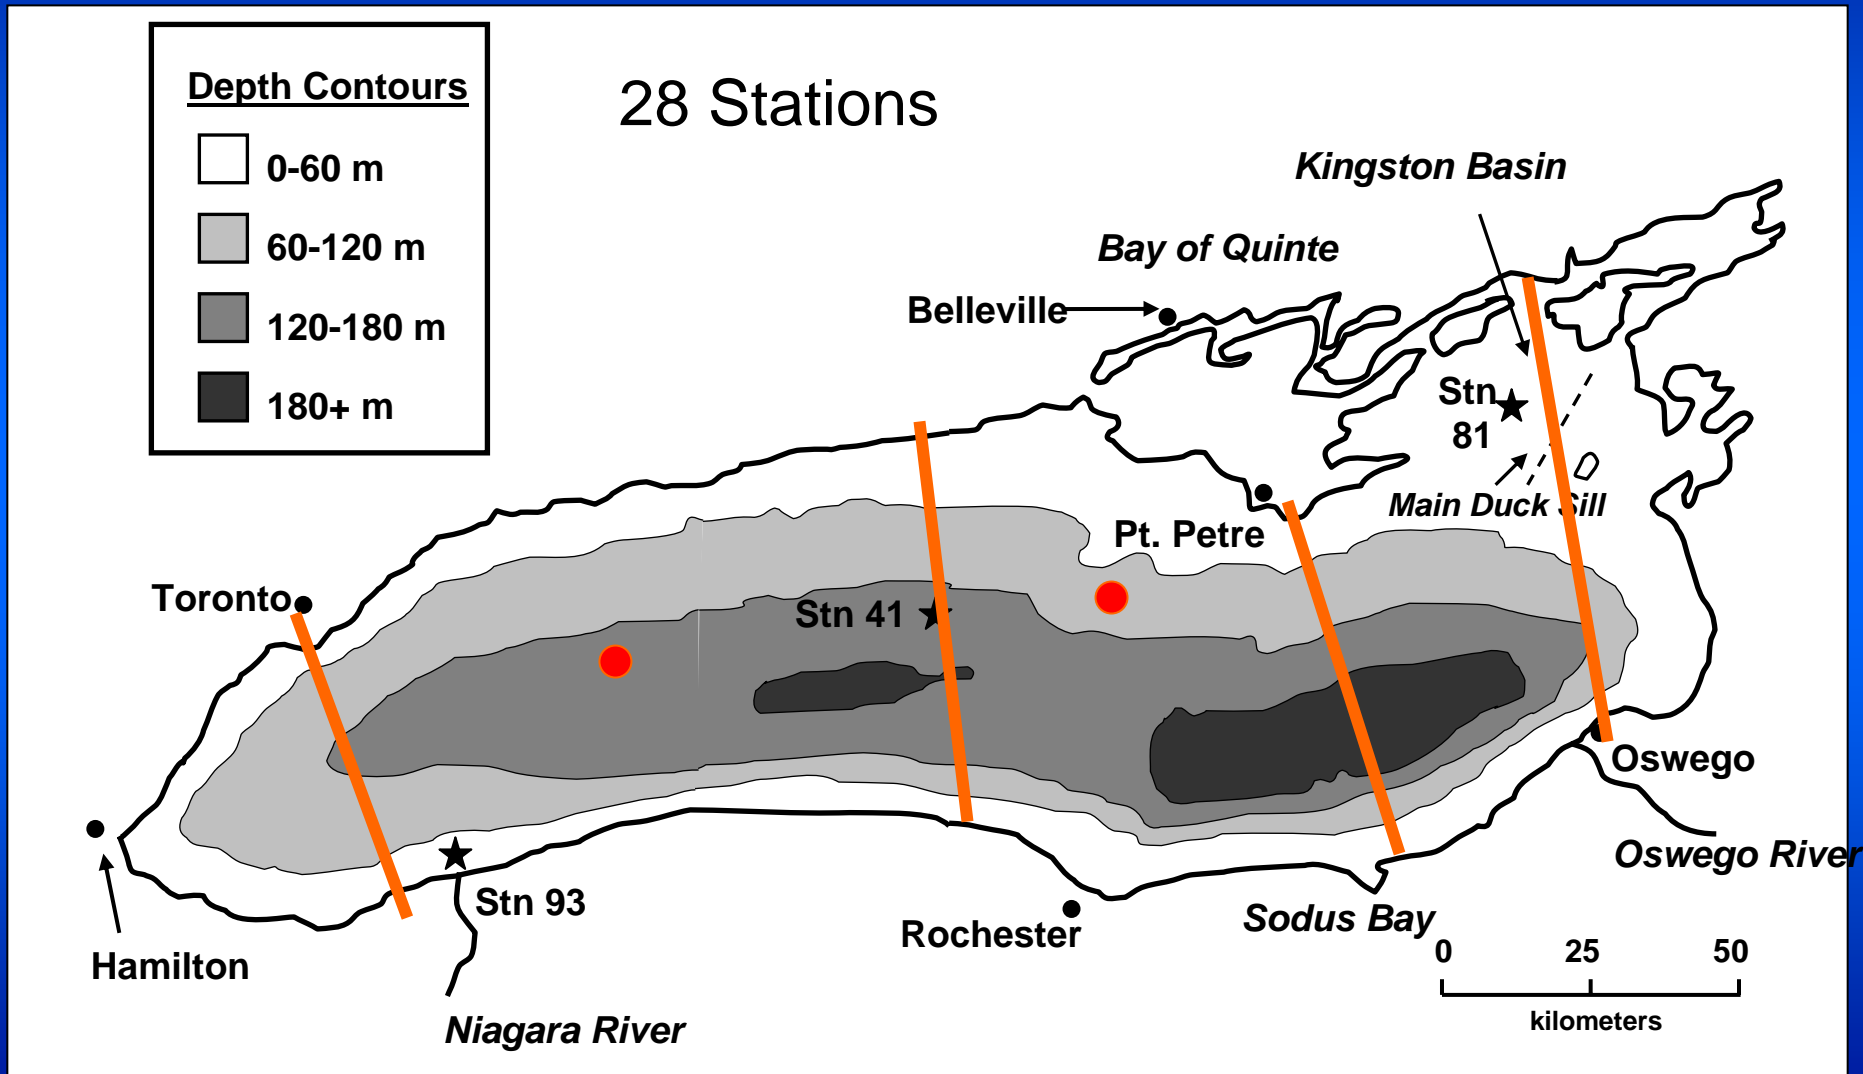 Depth Contours
0-60 m
60-120 m
120-180 m
180+ m
28 Stations
Kingston Basin
Bay of Quinte
Belleville
Stn
81
Main Duck Sill
Pt. Petre
Toronto
Stn 41
Oswego
Oswego River
Stn 93
Sodus Bay
Rochester
Hamilton
Niagara River
0 25 50
kilometers